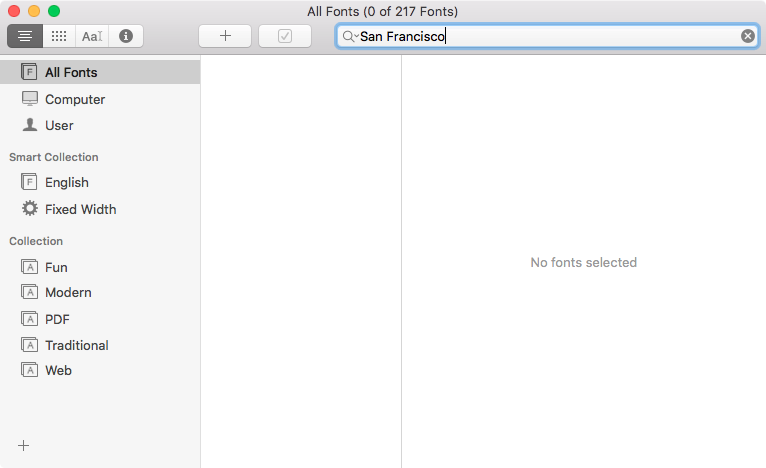 All Fonts (0 of 217 Fonts)
Aa
San Francisco
All Fonts
Computer
User
Smart Collection
English
Fixed Width
Collection
Fun
Modern
PDF
Traditional
Web
No fonts selected